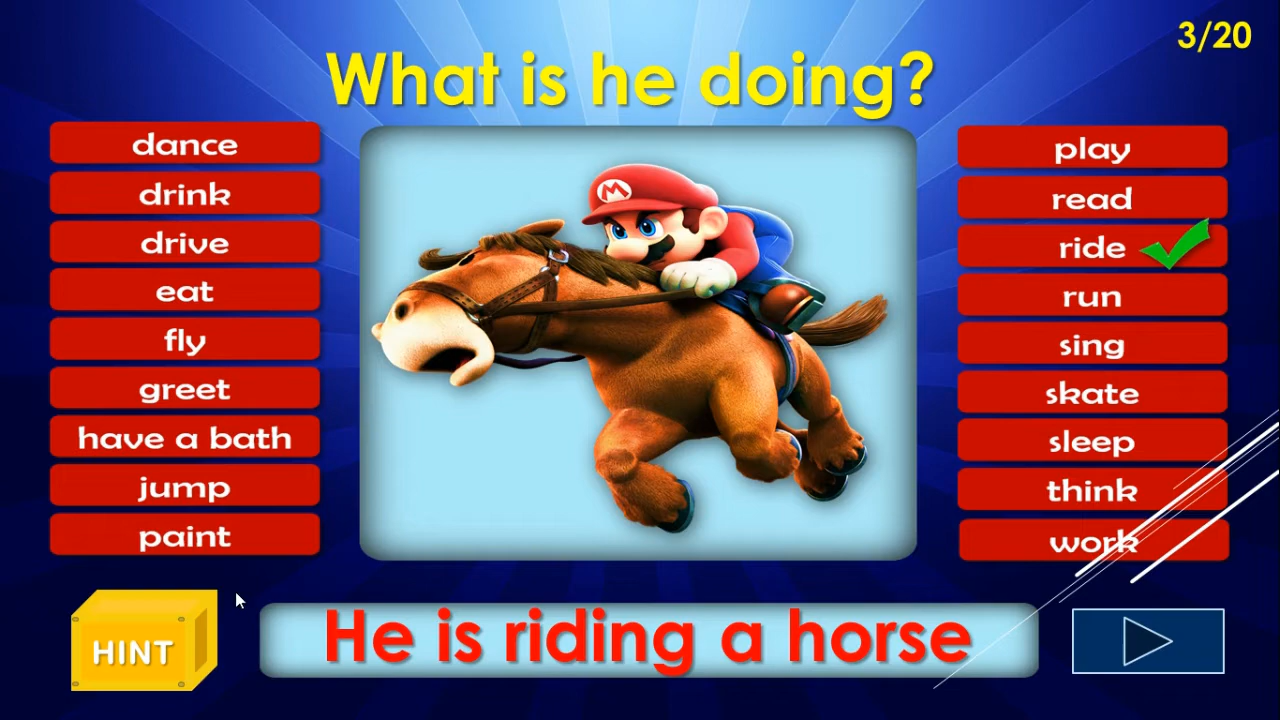 3/20
What is he doing?
dance
drink
drive
eat
fly
greet
have a bath
jump
paint
M
play
read
ride
run
sing
skate
sleep
think
work
HINT
He is riding a horse